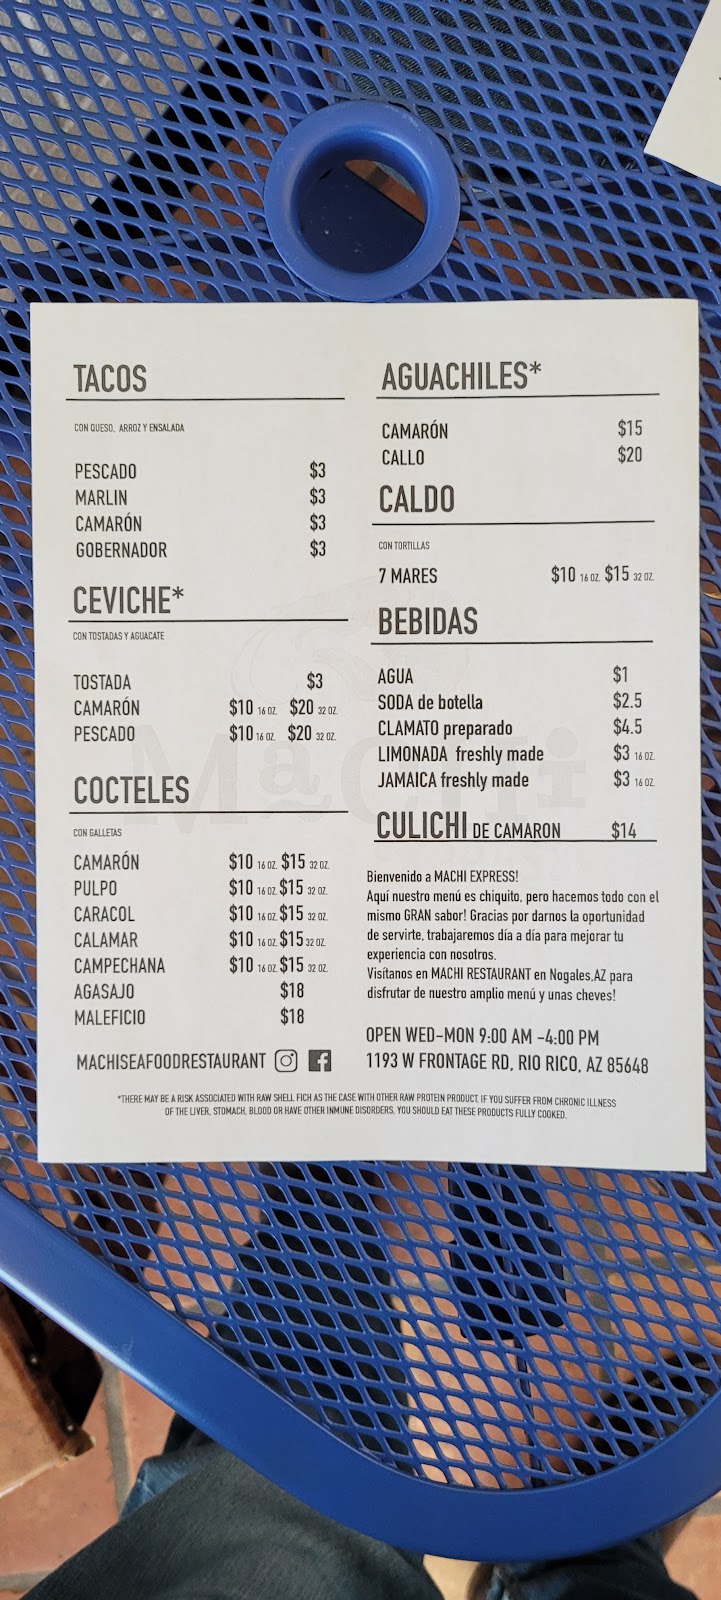 TACOS
CON QUESO, ARROZ Y ENSALADA
PESCADO $3
MARLIN $3
CAMARÓN $3
GOBERNADOR $3
CEVICHE*
CON TOSTADAS Y AGUACATE
TOSTADA $3
CAMARÓN $10 16 OZ. $20 32 OZ.
PESCADO $10 16 OZ. $20 32 OZ.
COCTELES
CON GALLETAS
CAMARÓN $10 16 OZ. $15 32 OZ.
PULPO $10 16 OZ. $15 32 OZ.
CARACOL $10 16 OZ. $15 32 OZ.
CALAMAR $10 16 OZ. $15 32 OZ.
CAMPECHANA $10 16 OZ. $15 32 OZ.
AGASAJO $18
MALEFICIO $18
MACHISEAFOODRESTAURANT
AGUACHILES*
CAMARÓN $15
CALLO $20
CALDO
CON TORTILLAS
7 MARES $10 16 OZ. $15 32 OZ.
BEBIDAS
AGUA $1
SODA de botella $2.5
CLAMATO preparado $4.5
LIMONADA freshly made $3 16 OZ.
JAMAICA freshly made $3 16 OZ.
CULICHI DE CAMARON $14
Bienvenido a MACHI EXPRESS!
Aquí nuestro menú es chiquito, pero hacemos todo con el
mismo GRAN sabor! Gracias por darnos la oportunidad
de servirte, trabajaremos día a día para mejorar tu
experiencia con nosotros.
Visítanos en MACHI RESTAURANT en Nogales,AZ para
disfrutar de nuestro amplio menú y unas cheves!
OPEN WED-MON 9:00 AM -4:00 PM
1193 W FRONTAGE RD, RIO RICO, AZ 85648
*THERE MAY BE A RISK ASSOCIATED WITH RAW SHELL FICH AS THE CASE WITH OTHER RAW PROTEIN PRODUCT. IF YOU SUFFER FROM CHRONIC ILLNESS
OF THE LIVER, STOMACH, BLOOD OR HAVE OTHER INMUNE DISORDERS, YOU SHOULD EAT THESE PRODUCTS FULLY COOKED.
MaCHi